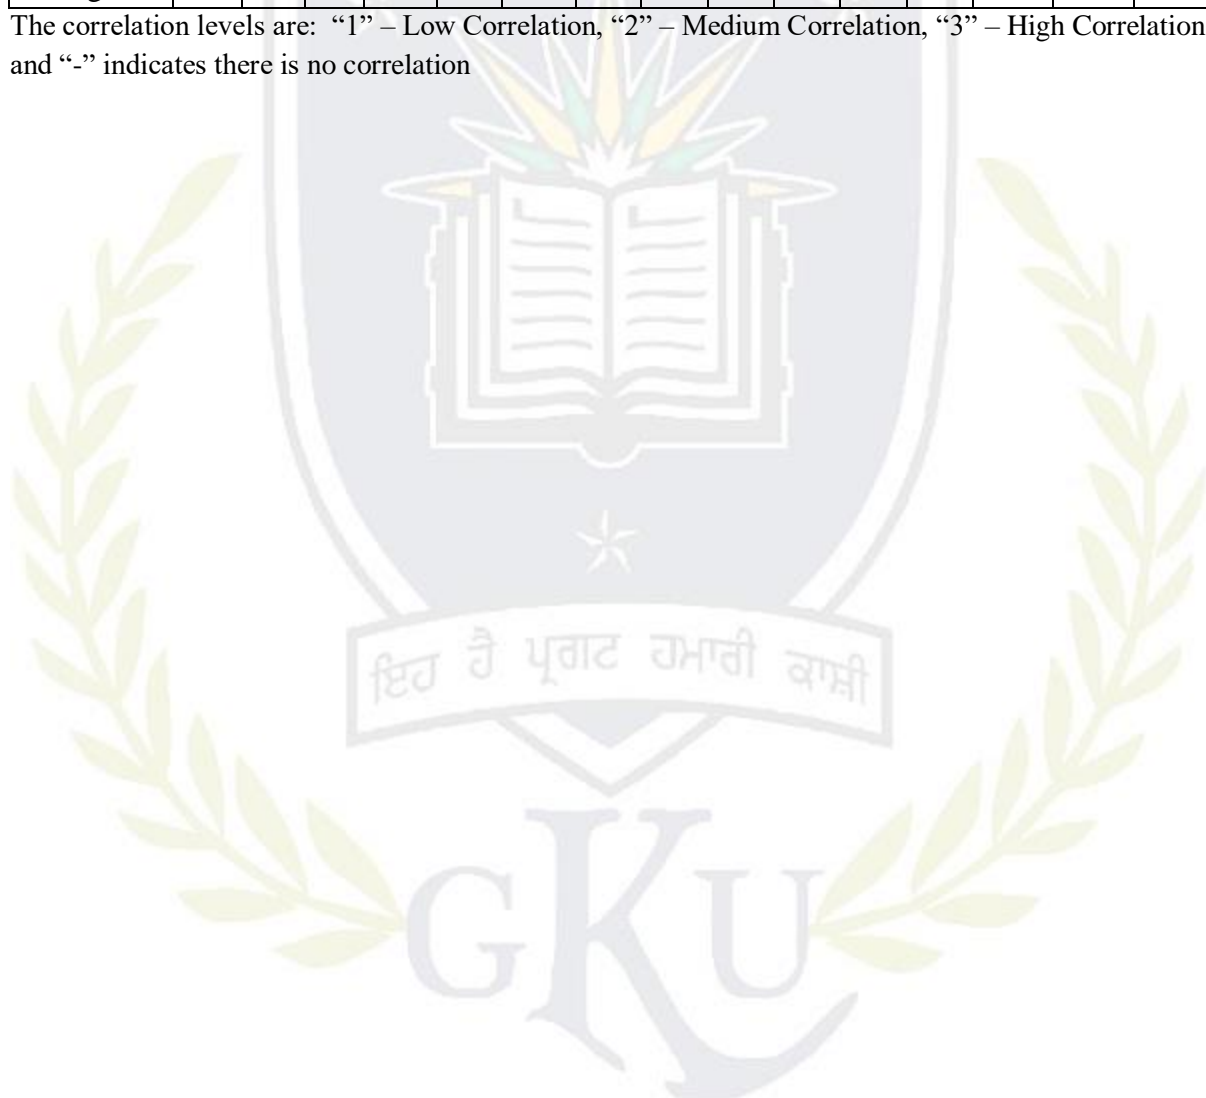 The correlation levels are: “1” – Low Correlation, “2” – Medium Correlation, “3” – High Correlation
and “-” indicates there is no correlation
ਇਹ ਹੈ ਪ੍ਰਗਟ ਹਮਾਰੀ ਕਾਸ਼ੀ
GKU